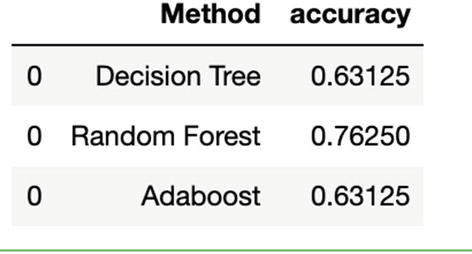 Method accuracy
0 Decision Tree 0.63125
0 Random Forest 0.76250
0 Adaboost 0.63125